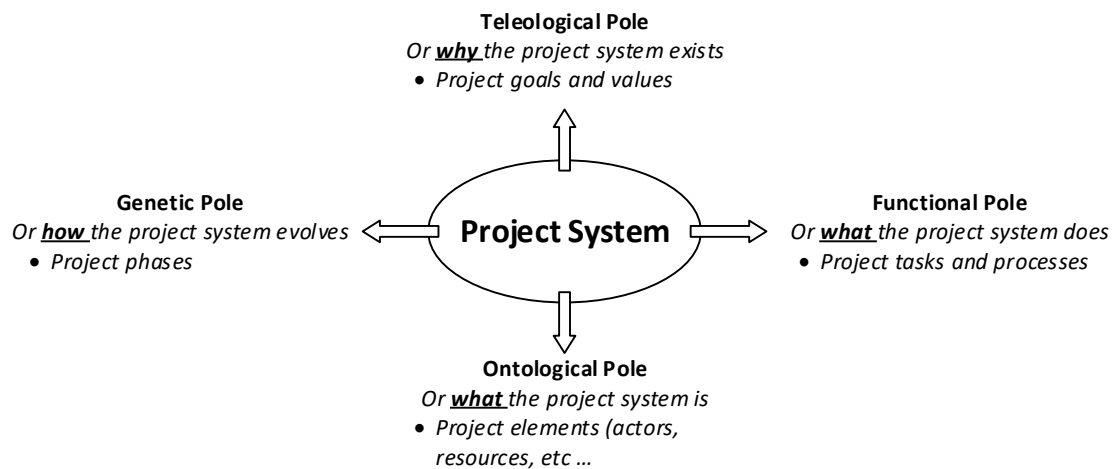 Teleological Pole
Or why the project system exists
• Project goals and values
Genetic Pole
Or how the project system evolves
• Project phases
Project System
Functional Pole
Or what the project system does
• Project tasks and processes
Ontological Pole
Or what the project system is
• Project elements (actors,
resources, etc ...